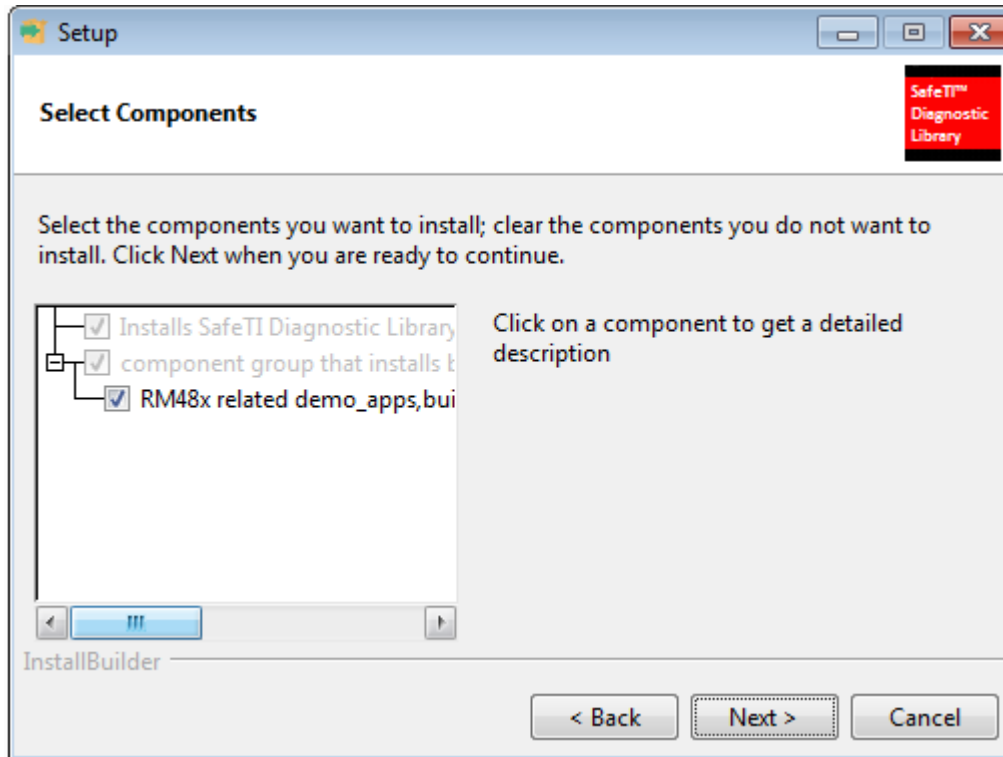 Setup
Select Components
SafeTI™
Diagnostic
Library
Select the components you want to install; clear the components you do not want to
install. Click Next when you are ready to continue.
Installs SafeTI Diagnostic Library
component group that installs
RM48x related demo_apps,bui
Click on a component to get a detailed
description
InstallBuilder
< Back
Next >
Cancel